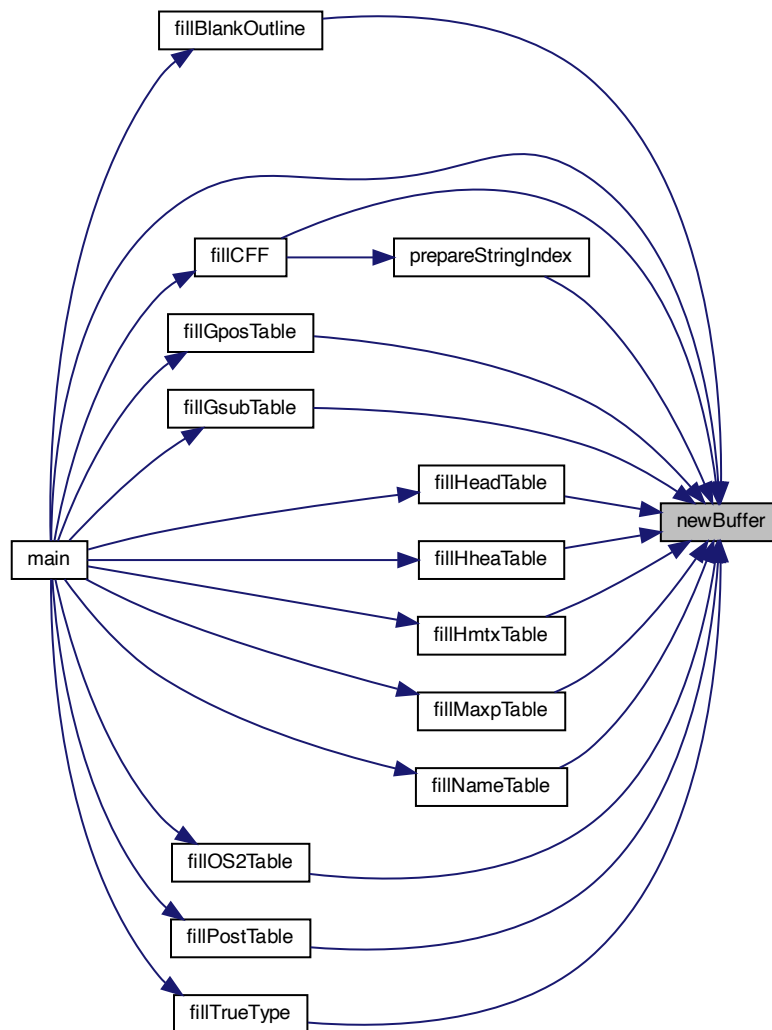 fillBlankOutline
fillCFF
prepareStringIndex
fillGposTable
fillGsubTable
fillHeadTable
newBuffer
main
fillHheaTable
fillHmtxTable
fillMaxpTable
fillNameTable
fillOS2Table
fillPostTable
fillTrueType